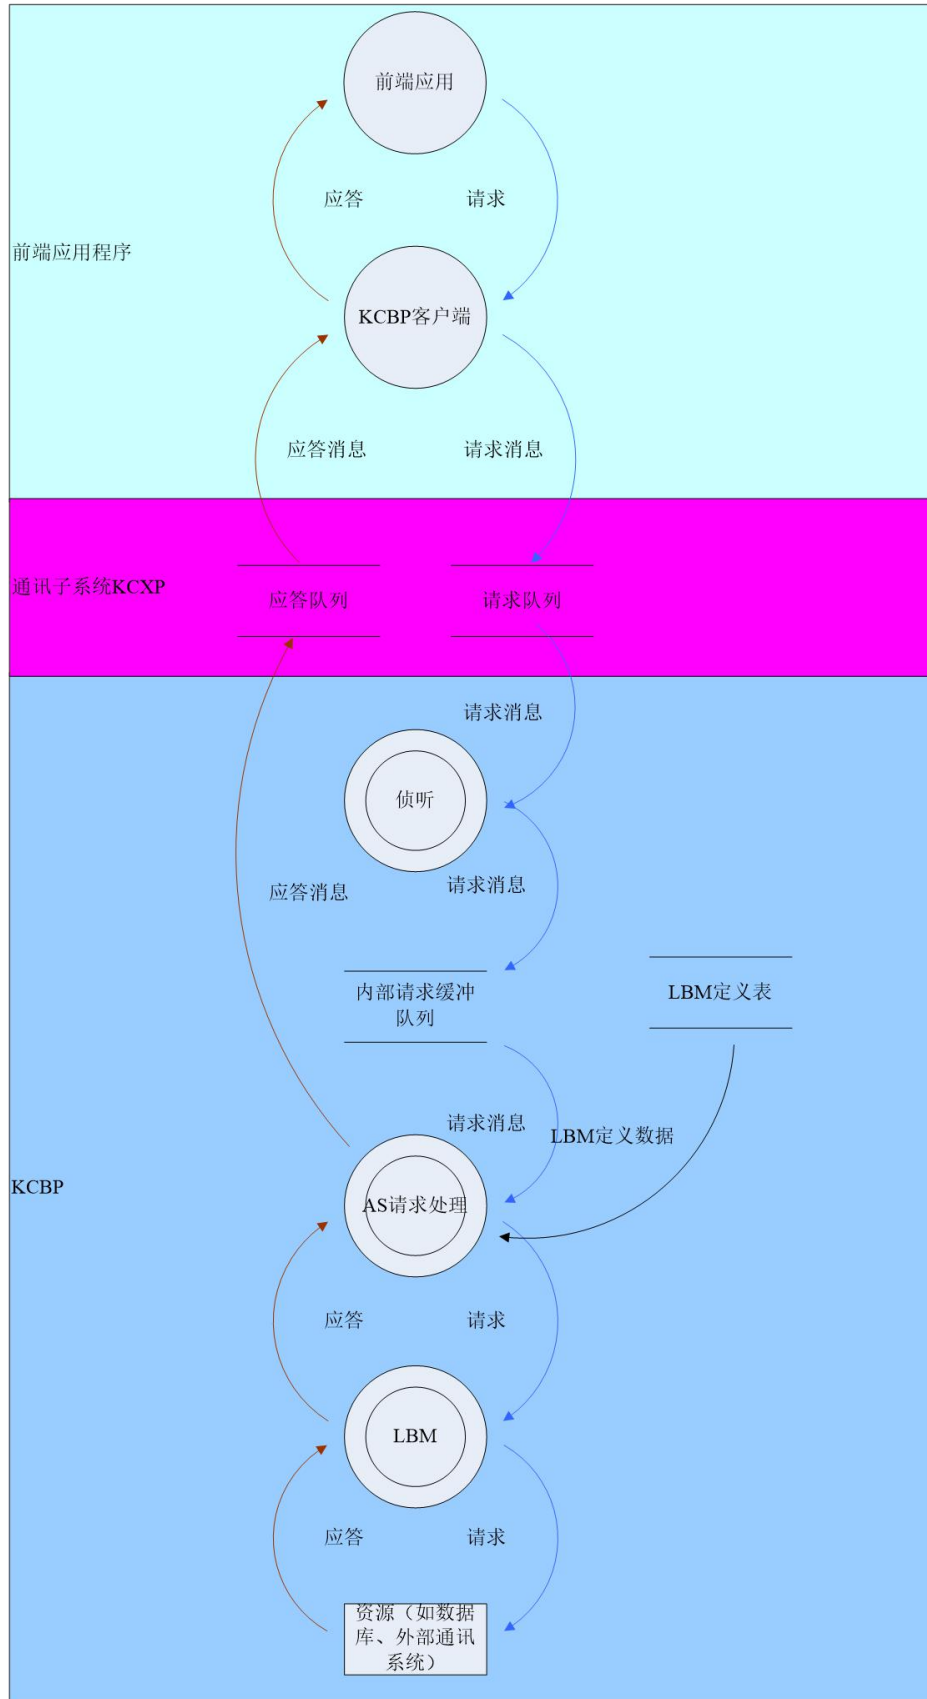 前端应用
应答
请求
前端应用程序
KCBP客户端
应答消息
请求消息
通讯子系统KCXP
应答队列
请求队列
请求消息
侦听
请求消息
应答消息
内部请求缓冲
队列
LBM定义表
请求消息
LBM定义数据
KCBP
AS请求处理
应答
请求
LBM
应答
请求
资源（如数据
库、外部通讯
系统）